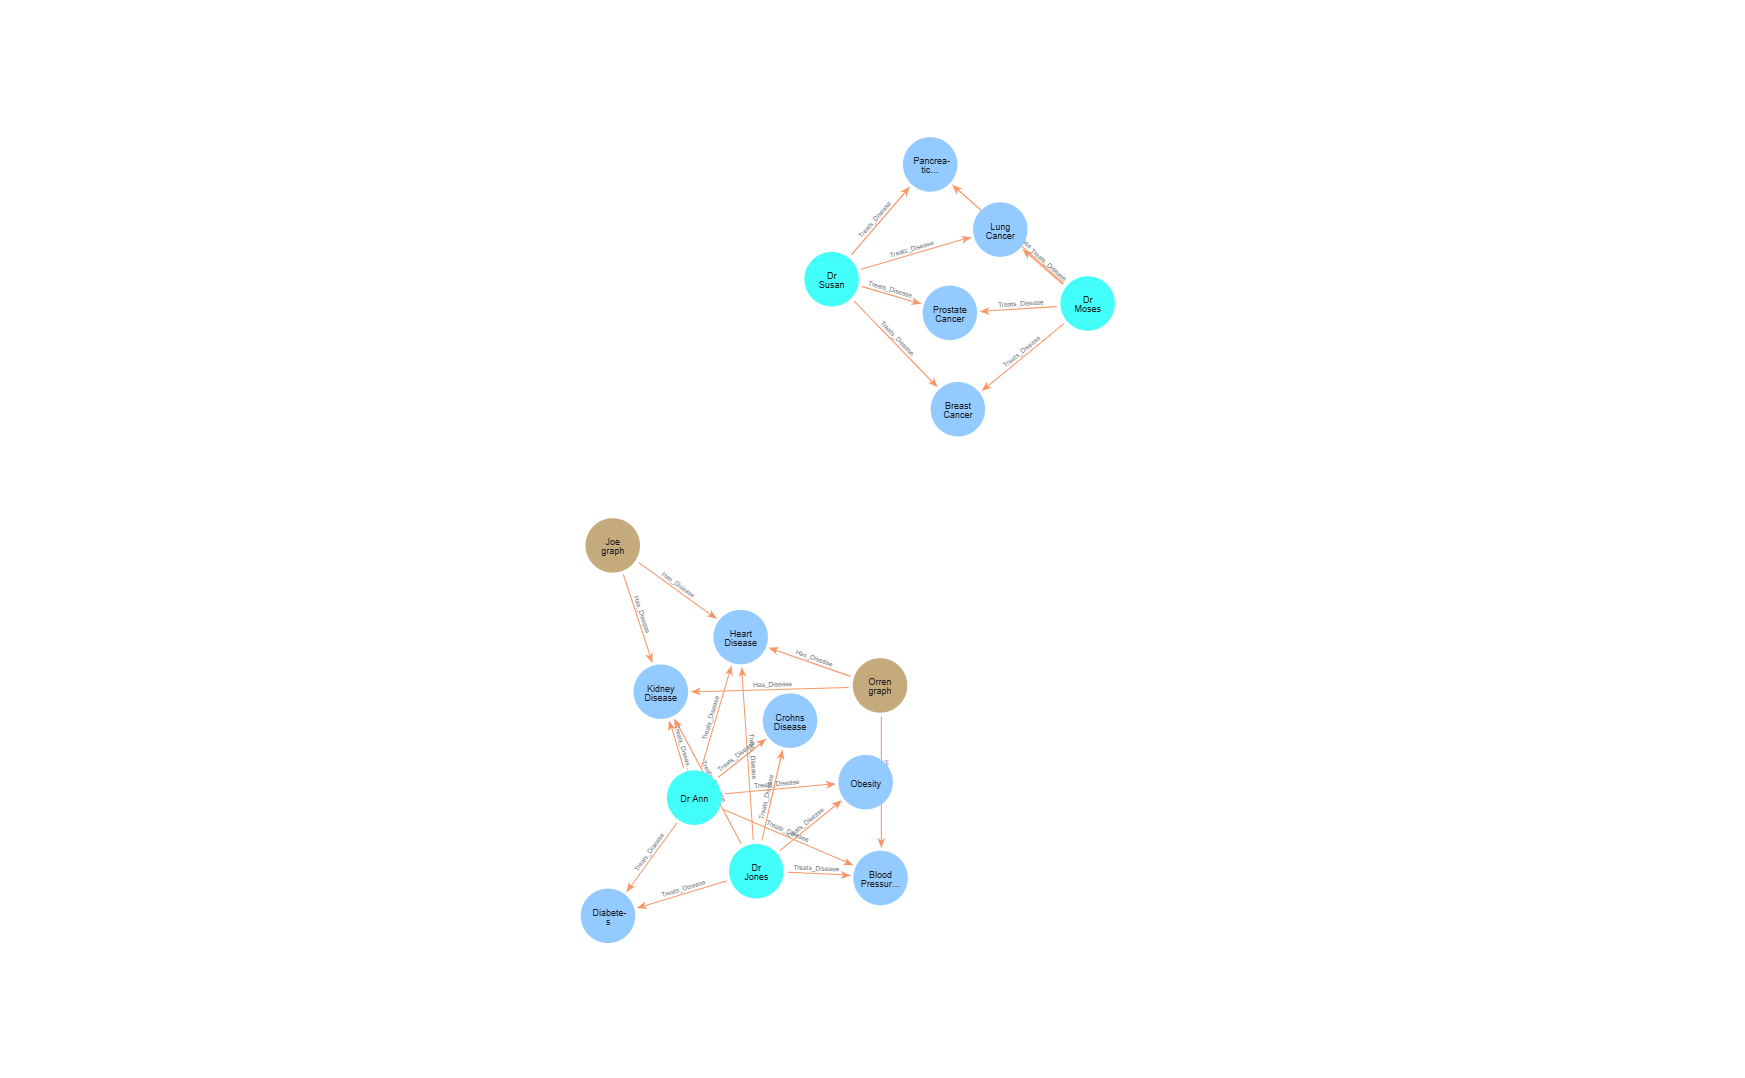 Pancrea-
tic...
Lung
Cancer
Treats_Disease
Treats_Disease
se Treats_Disease
Dr
Susan
Treats_Disease
Prostate
Cancer
Treats_Disease
Dr
Moses
Treats_Disease
Treats_Disease
Breast
Cancer
Joe
graph
Has_Disease
Has_Disease
Heart
Disease
Has_Disease
Orren
graph
Kidney
Disease
Has_Disease
Crohns
Disease
Treats_Disease
Treats_Diseas...
Treats_Disease
Treats_Disease
Obesity
Treats_Disease
Dr Ann
Treats_Disease
Treats_Disease
Treats_Disease
Treats_Disease
Dr
Jones
Treats_Disease
Blood
Pressur...
Treats_Disease
Diabete-
s